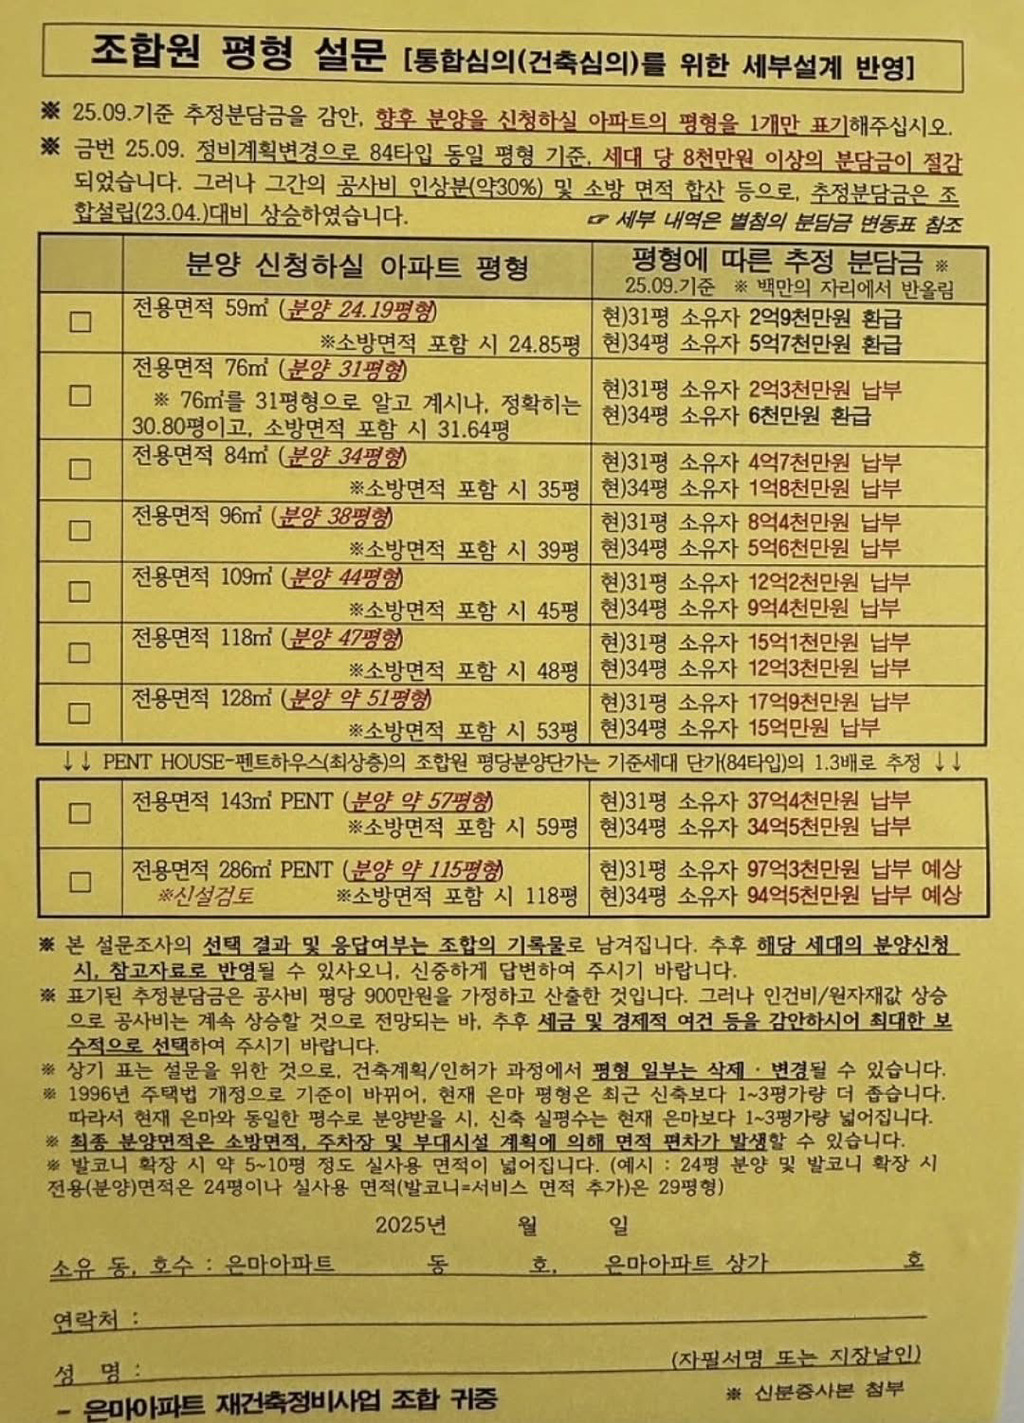 조합원 평형 설문 [통합심의(건축심의)를 위한 세부설계 반영]
※ 25.09.기준 추정분담금을 감안, 향후 분양을 신청하실 아파트의 평형을 1개만 표기해주십시오.
※ 금번 25.09. 정비계획변경으로 84타입 동일 평형 기준, 세대 당 8천만원 이상의 분담금이 절감
되었습니다. 그러나 그간의 공사비 인상분(약30%) 및 소방 면적 합산 등으로, 추정분담금은 조
합설립(23.04.)대비 상승하였습니다.
☞ 세부 내역은 별첨의 분담금 변동표 참조
분양 신청하실 아파트 평형
평형에 따른 추정 분담금 ※
25.09.기준 ※ 백만의 자리에서 반올림
□ 전용면적 59㎡ (분양 24.19평형)
※소방면적 포함 시 24.85평
현)31평 소유자 2억9천만원 환급
현)34평 소유자 5억7천만원 환급
□ 전용면적 76㎡ (분양 31평형)
※ 76㎡를 31평형으로 알고 계시나, 정확히는
30.80평이고, 소방면적 포함 시 31.64평
현)31평 소유자 2억3천만원 납부
현)34평 소유자 6천만원 환급
□ 전용면적 84㎡ (분양 34평형)
※소방면적 포함 시 35평
현)31평 소유자 4억7천만원 납부
현)34평 소유자 1억8천만원 납부
□ 전용면적 96㎡ (분양 38평형)
※소방면적 포함 시 39평
현)31평 소유자 8억4천만원 납부
현)34평 소유자 5억6천만원 납부
□ 전용면적 109㎡ (분양 44평형)
※소방면적 포함 시 45평
현)31평 소유자 12억2천만원 납부
현)34평 소유자 9억4천만원 납부
□ 전용면적 118㎡ (분양 47평형)
※소방면적 포함 시 48평
현)31평 소유자 15억1천만원 납부
현)34평 소유자 12억3천만원 납부
□ 전용면적 128㎡ (분양 약 51평형)
※소방면적 포함 시 53평
현)31평 소유자 17억9천만원 납부
현)34평 소유자 15억만원 납부
↓↓ PENT HOUSE-펜트하우스(최상층)의 조합원 평당분양단가는 기준세대 단가(84타입)의 1.3배로 추정 ↓↓
□ 전용면적 143㎡ PENT (분양 약 57평형)
※소방면적 포함 시 59평
현)31평 소유자 37억4천만원 납부
현)34평 소유자 34억5천만원 납부
□ 전용면적 286㎡ PENT (분양 약 115평형)
※신설검토 ※소방면적 포함 시 118평
현)31평 소유자 97억3천만원 납부 예상
현)34평 소유자 94억5천만원 납부 예상
※ 본 설문조사의 선택 결과 및 응답여부는 조합의 기록물로 남겨집니다. 추후 해당 세대의 분양신청
시, 참고자료로 반영될 수 있사오니, 신중하게 답변하여 주시기 바랍니다.
※ 표기된 추정분담금은 공사비 평당 900만원을 가정하고 산출한 것입니다. 그러나 인건비/원자재값 상승
으로 공사비는 계속 상승할 것으로 전망되는 바, 추후 세금 및 경제적 여건 등을 감안하시어 최대한 보
수적으로 선택하여 주시기 바랍니다.
※ 상기 표는 설문을 위한 것으로, 건축계획/인허가 과정에서 평형 일부는 삭제 · 변경될 수 있습니다.
※ 1996년 주택법 개정으로 기준이 바뀌어, 현재 은마 평형은 최근 신축보다 1~3평가량 더 좁습니다.
따라서 현재 은마와 동일한 평수로 분양받을 시, 신축 실평수는 현재 은마보다 1~3평가량 넓어집니다.
※ 최종 분양면적은 소방면적, 주차장 및 부대시설 계획에 의해 면적 편차가 발생할 수 있습니다.
※ 발코니 확장 시 약 5~10평 정도 실사용 면적이 넓어집니다. (예시 : 24평 분양 및 발코니 확장 시
전용(분양)면적은 24평이나 실사용 면적(발코니=서비스 면적 추가)은 29평형)
2025년 월 일
소유 동, 호수 : 은마아파트 동 호, 은마아파트 상가 호
연락처 :
성 명 : (자필서명 또는 지장날인)
※ 신분증사본 첨부
- 은마아파트 재건축정비사업 조합 귀중